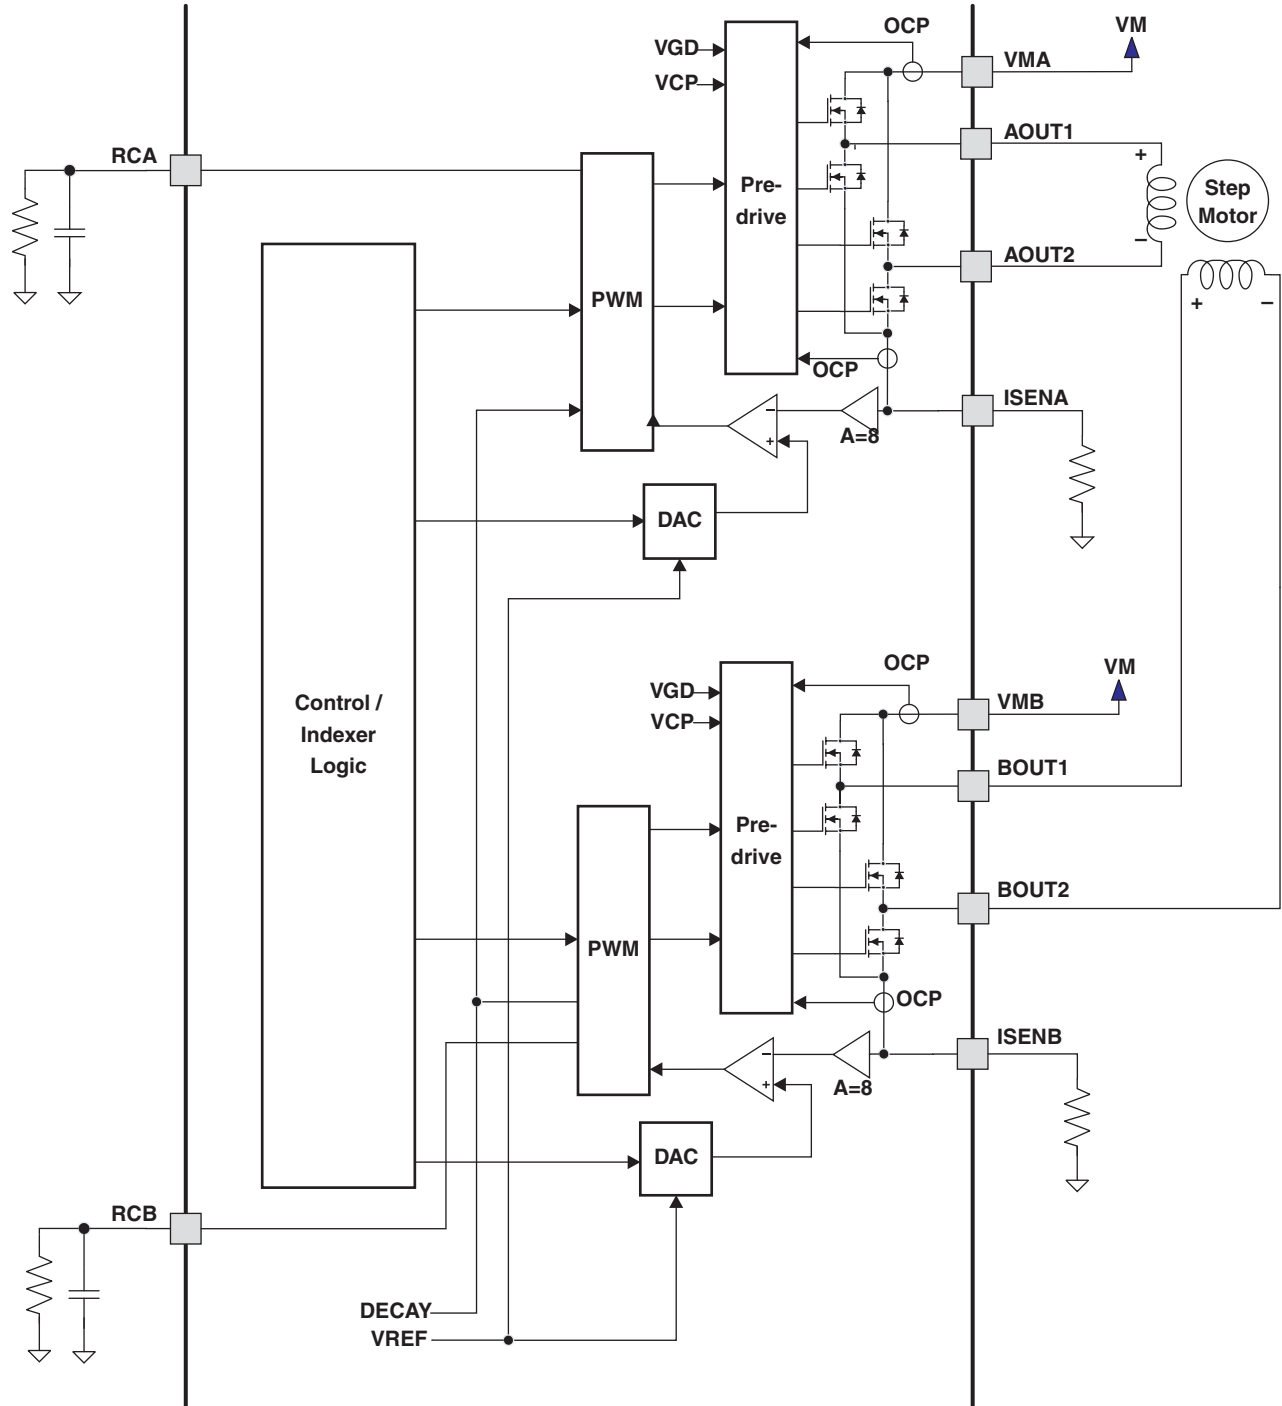 OCP
VM
VGD
VMA
VCP
AOUT1
RCA
+
Pre-
drive
Step
Motor
–
AOUT2
PWM
+
–
OCP
ISENA
–
+
A=8
DAC
OCP
VM
VGD
VMB
VCP
Control /
Indexer
Logic
BOUT1
Pre-
drive
BOUT2
PWM
OCP
ISENB
–
+
A=8
DAC
RCB
DECAY
VREF